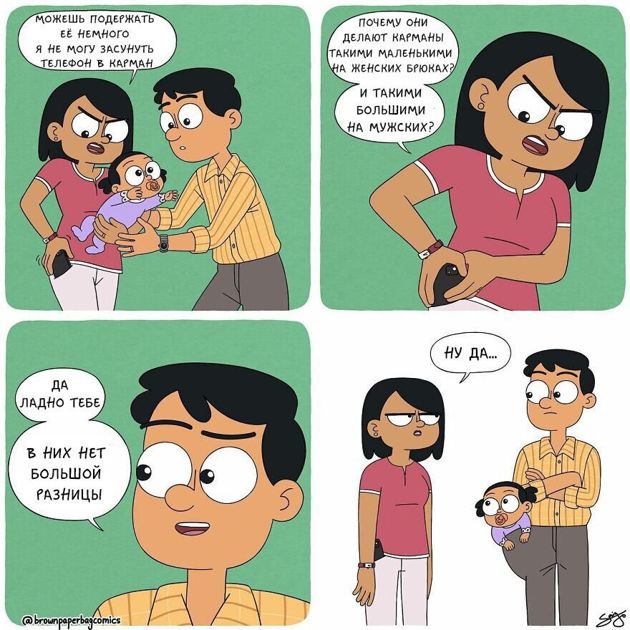 МОЖЕШЬ ПОДЕРЖАТЬ
ЕЁ НЕМНОГО
Я НЕ МОГУ ЗАСУНУТЬ
ТЕЛЕФОН В КАРМАН
ПОЧЕМУ ОНИ
ДЕЛАЮТ КАРМАНЫ
ТАКИМИ МАЛЕНЬКИМИ
НА ЖЕНСКИХ БРЮКАХ?
И ТАКИМИ
БОЛЬШИМИ
НА МУЖСКИХ?
ДА
ЛАДНО ТЕБЕ
В НИХ НЕТ
БОЛЬШОЙ
РАЗНИЦЫ
НУ ДА...
@brownpaperbagcomics